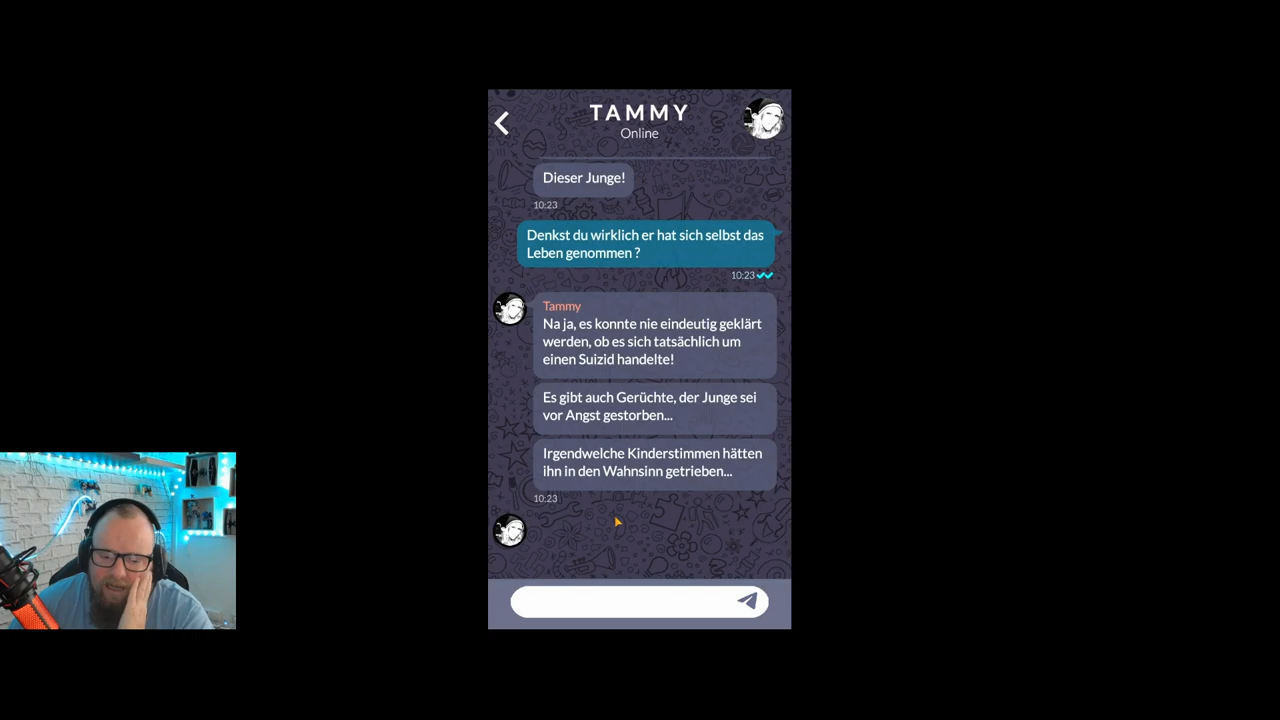 TAMMY
Online
Dieser Junge!
10:23
Denkst du wirklich er hat sich selbst das
Leben genommen ?
10:23
Tammy
Na ja, es konnte nie eindeutig geklärt
werden, ob es sich tatsächlich um
einen Suizid handelte!
Es gibt auch Gerüchte, der Junge sei
vor Angst gestorben...
Irgendwelche Kinderstimmen hätten
ihn in den Wahnsinn getrieben...
10:23